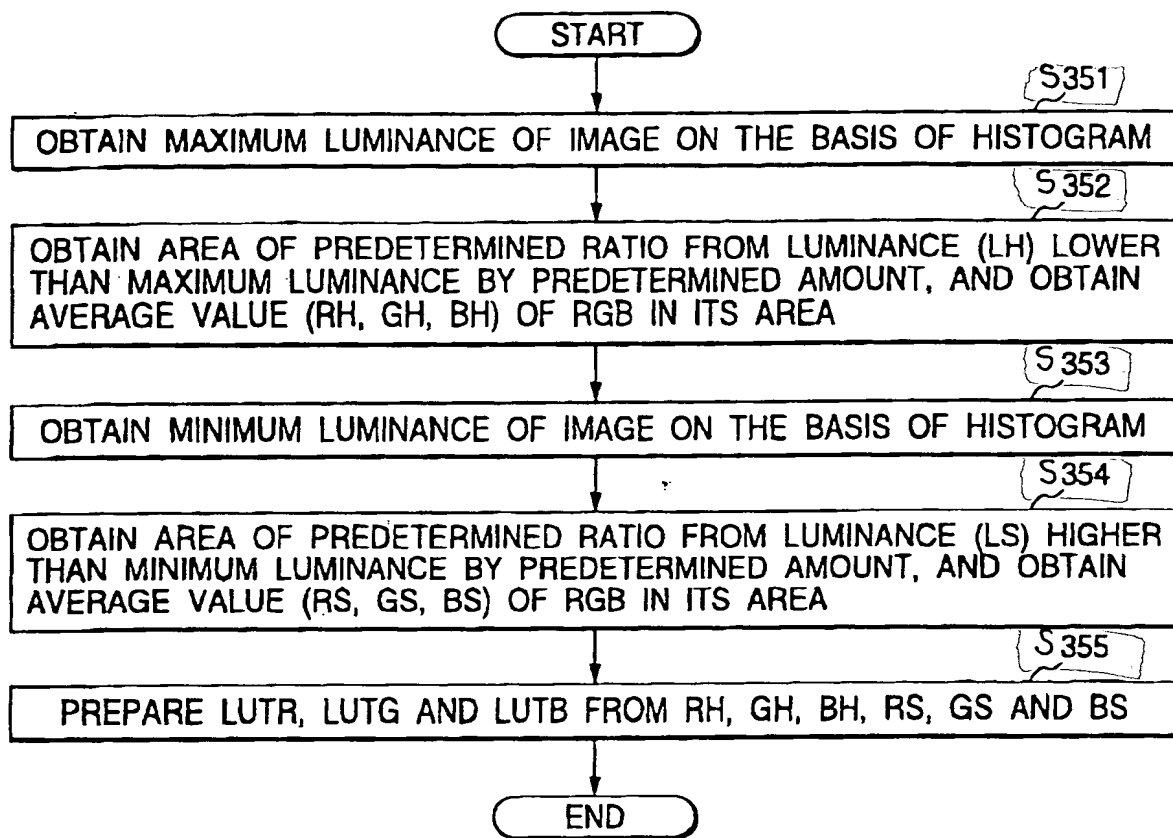 START
S351
OBTAIN MAXIMUM LUMINANCE OF IMAGE ON THE BASIS OF HISTOGRAM
S352
OBTAIN AREA OF PREDETERMINED RATIO FROM LUMINANCE (LH) LOWER
THAN MAXIMUM LUMINANCE BY PREDETERMINED AMOUNT, AND OBTAIN
AVERAGE VALUE (RH, GH, BH) OF RGB IN ITS AREA
S353
OBTAIN MINIMUM LUMINANCE OF IMAGE ON THE BASIS OF HISTOGRAM
S354
OBTAIN AREA OF PREDETERMINED RATIO FROM LUMINANCE (LS) HIGHER
THAN MINIMUM LUMINANCE BY PREDETERMINED AMOUNT, AND OBTAIN
AVERAGE VALUE (RS, GS, BS) OF RGB IN ITS AREA
S355
PREPARE LUTR, LUTG AND LUTB FROM RH, GH, BH, RS, GS AND BS
END